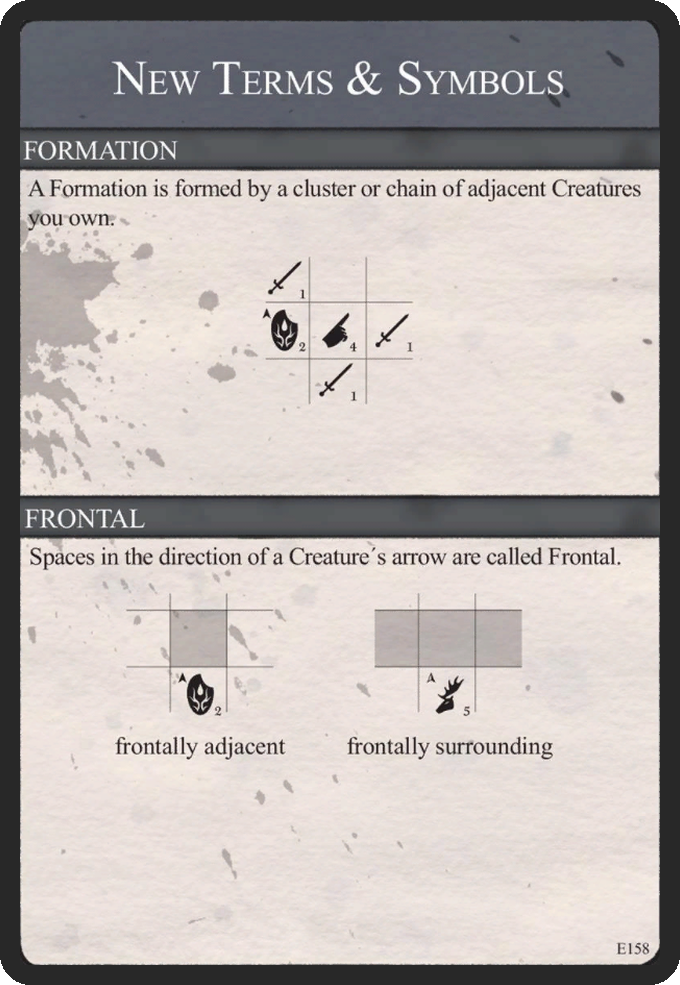 NEW TERMS & SYMBOLS
FORMATION
A Formation is formed by a cluster or chain of adjacent Creatures
you own.
1
2 4 1
1
FRONTAL
Spaces in the direction of a Creature´s arrow are called Frontal.
2 5
frontally adjacent frontally surrounding
E158